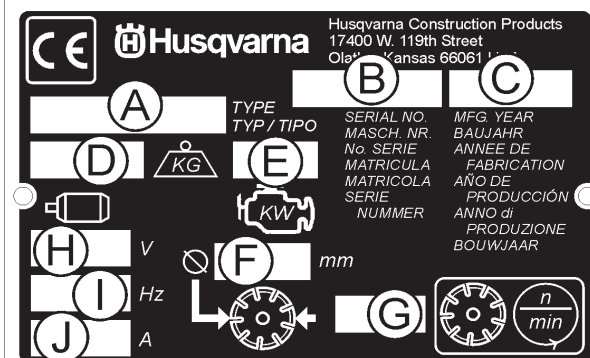 CE
Husqvarna
Husqvarna Construction Products
17400 W. 119th Street
Kansas 66061
A
B
C
TYPE
TYP / TIPO
SERIAL NO.
MASCH. NR.
No. SERIE
MATRICULA
MATRICOLA
SERIE
NUMMER
MFG. YEAR
BAUJAHR
ANNEE DE
FABRICATION
AÑO DE
PRODUCCIÓN
ANNO di
PRODUZIONE
BOUWJAAR
D
KG
E
KW
H
V
F
mm
I
Hz
G
n
min
J
A